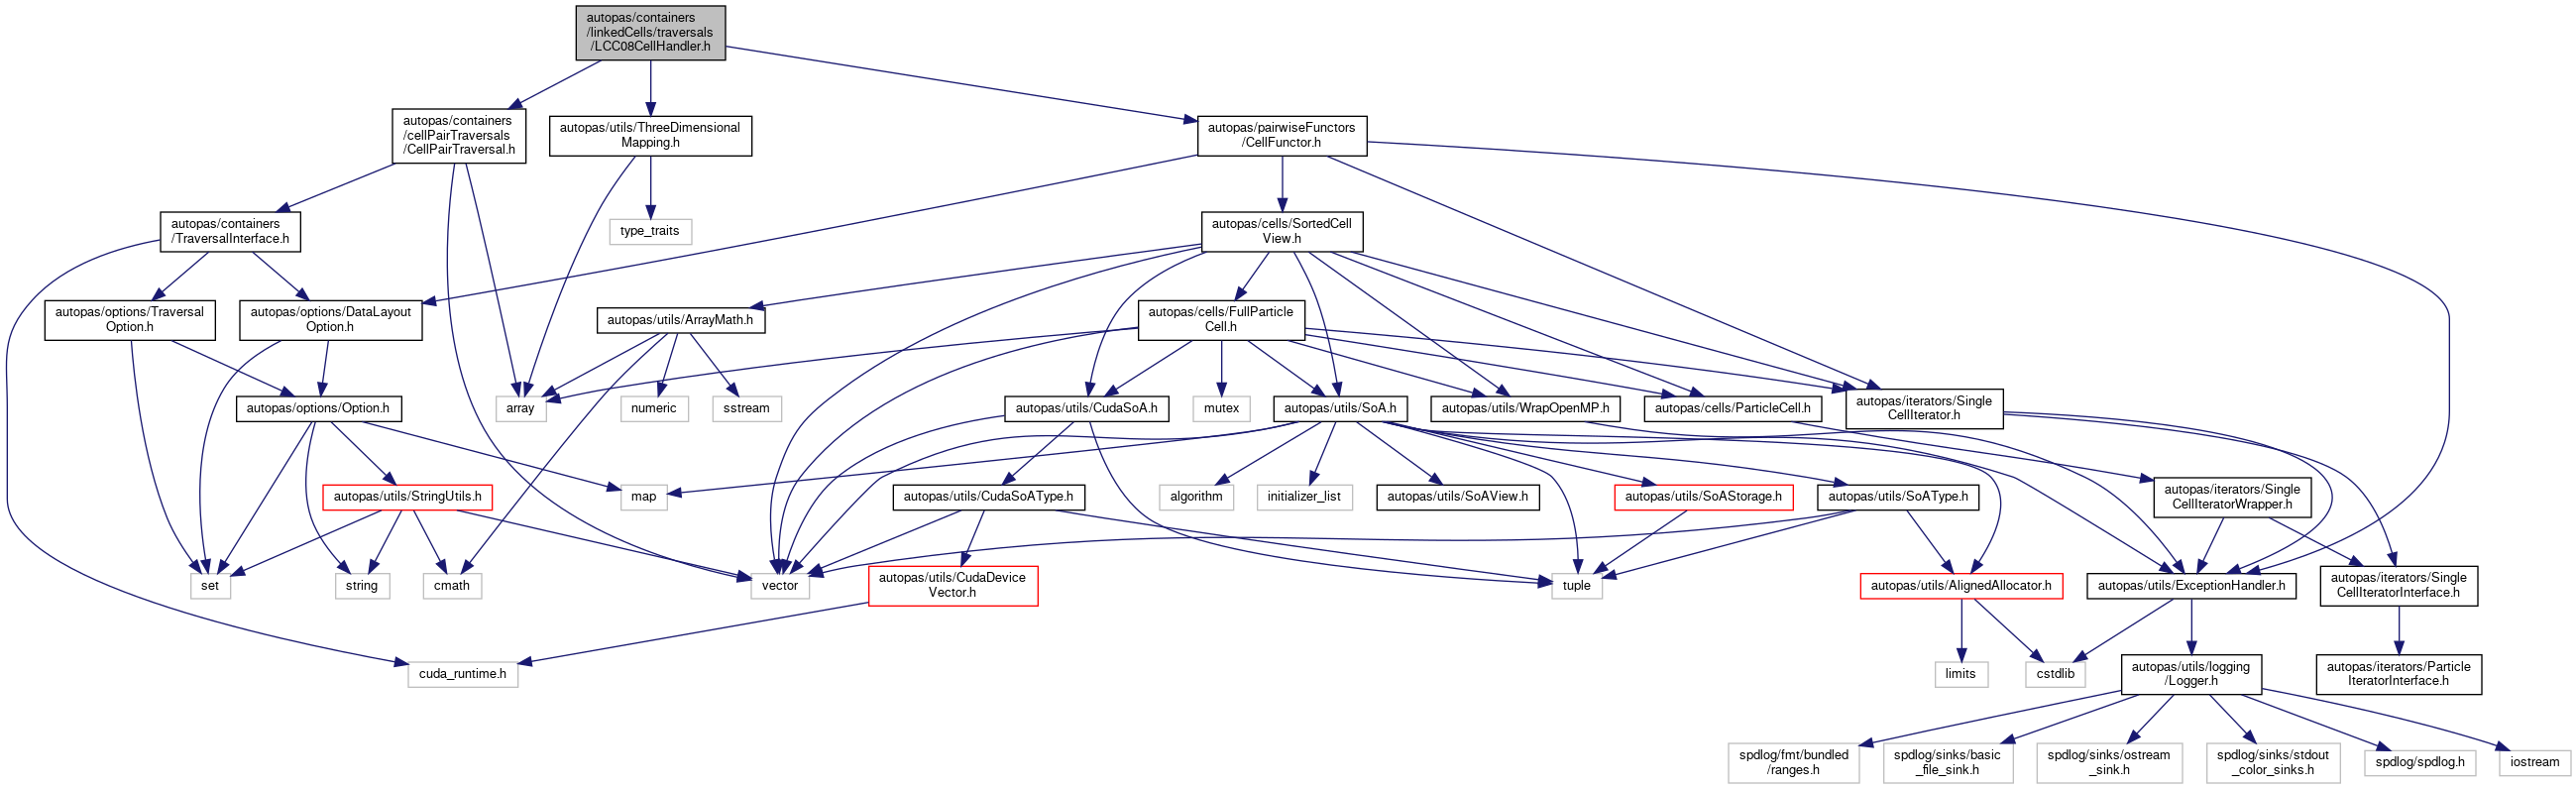 autopas/containers
/linkedCells/traversals
/LCC08CellHandler.h
autopas/containers
/cellPairTraversals
/CellPairTraversal.h
autopas/utils/ThreeDimensional
Mapping.h
autopas/pairwiseFunctors
/CellFunctor.h
autopas/containers
/TraversalInterface.h
type_traits
autopas/cells/SortedCell
View.h
autopas/options/Traversal
Option.h
autopas/options/DataLayout
Option.h
autopas/utils/ArrayMath.h
autopas/cells/FullParticle
Cell.h
autopas/options/Option.h
array
numeric
sstream
autopas/utils/CudaSoA.h
mutex
autopas/utils/SoA.h
autopas/utils/WrapOpenMP.h
autopas/cells/ParticleCell.h
autopas/iterators/Single
CellIterator.h
autopas/utils/StringUtils.h
map
autopas/utils/CudaSoAType.h
algorithm
initializer_list
autopas/utils/SoAView.h
autopas/utils/SoAStorage.h
autopas/utils/SoAType.h
autopas/iterators/Single
CellIteratorWrapper.h
set
string
cmath
vector
autopas/utils/CudaDevice
Vector.h
tuple
autopas/utils/AlignedAllocator.h
autopas/utils/ExceptionHandler.h
autopas/iterators/Single
CellIteratorInterface.h
cuda_runtime.h
limits
cstdlib
autopas/utils/logging
/Logger.h
autopas/iterators/Particle
IteratorInterface.h
spdlog/fmt/bundled
/ranges.h
spdlog/sinks/basic
_file_sink.h
spdlog/sinks/ostream
_sink.h
spdlog/sinks/stdout
_color_sinks.h
spdlog/spdlog.h
iostream